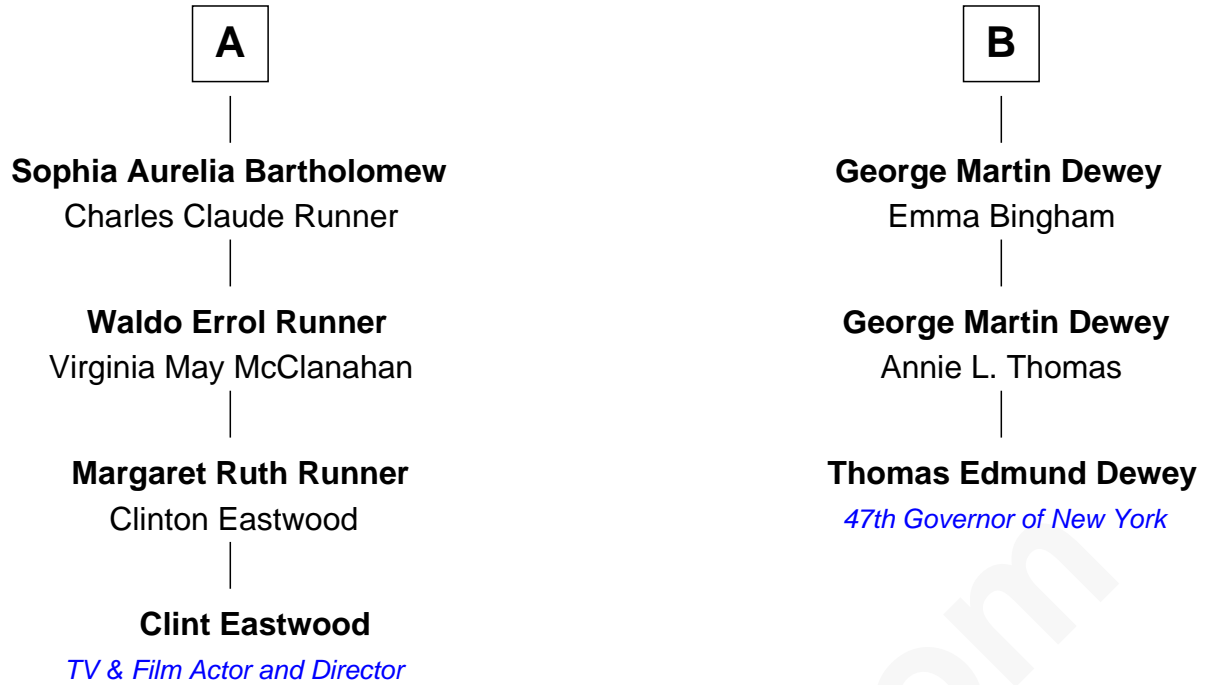 A
Sophia Aurelia Bartholomew
Charles Claude Runner
Waldo Errol Runner
Virginia May McClanahan
Margaret Ruth Runner
Clinton Eastwood
Clint Eastwood
TV & Film Actor and Director
B
George Martin Dewey
Emma Bingham
George Martin Dewey
Annie L. Thomas
Thomas Edmund Dewey
47th Governor of New York
om